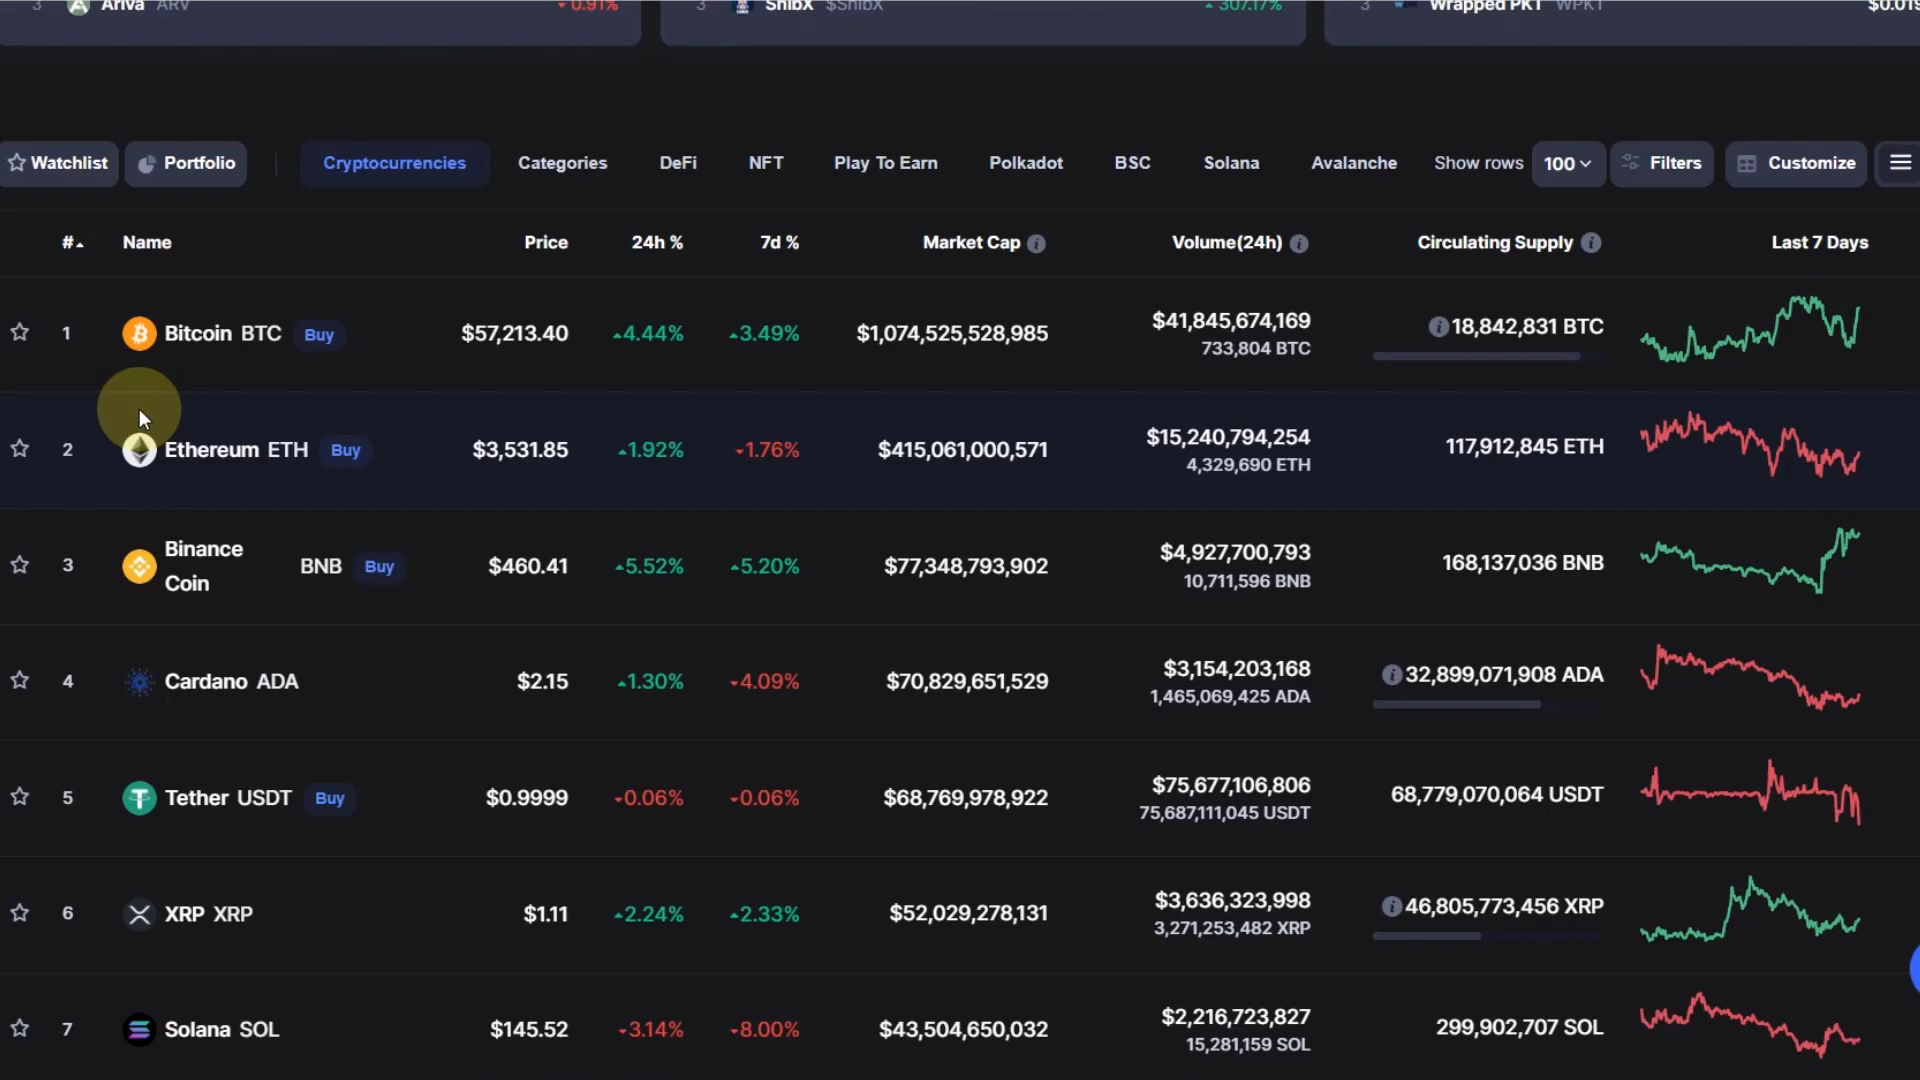 3 Ariva ARV 0.91% 3 ShibX $ShibX 307.17% 3 Wrapped PKT WPKT $0.019
Watchlist Portfolio Cryptocurrencies Categories DeFi NFT Play To Earn Polkadot BSC Solana Avalanche Show rows 100 Filters Customize
# Name Price 24h % 7d % Market Cap Volume(24h) Circulating Supply Last 7 Days
1 Bitcoin BTC Buy $57,213.40 4.44% 3.49% $1,074,525,528,985 $41,845,674,169 18,842,831 BTC
733,804 BTC
2 Ethereum ETH Buy $3,531.85 1.92% 1.76% $415,061,000,571 $15,240,794,254 117,912,845 ETH
4,329,690 ETH
3 Binance Coin BNB Buy $460.41 5.52% 5.20% $77,348,793,902 $4,927,700,793 168,137,036 BNB
10,711,596 BNB
4 Cardano ADA $2.15 1.30% 4.09% $70,829,651,529 $3,154,203,168 32,899,071,908 ADA
1,465,069,425 ADA
5 Tether USDT Buy $0.9999 0.06% 0.06% $68,769,978,922 $75,677,106,806 68,779,070,064 USDT
75,687,111,045 USDT
6 XRP XRP $1.11 2.24% 2.33% $52,029,278,131 $3,636,323,998 46,805,773,456 XRP
3,271,253,482 XRP
7 Solana SOL $145.52 3.14% 8.00% $43,504,650,032 $2,216,723,827 299,902,707 SOL
15,281,159 SOL